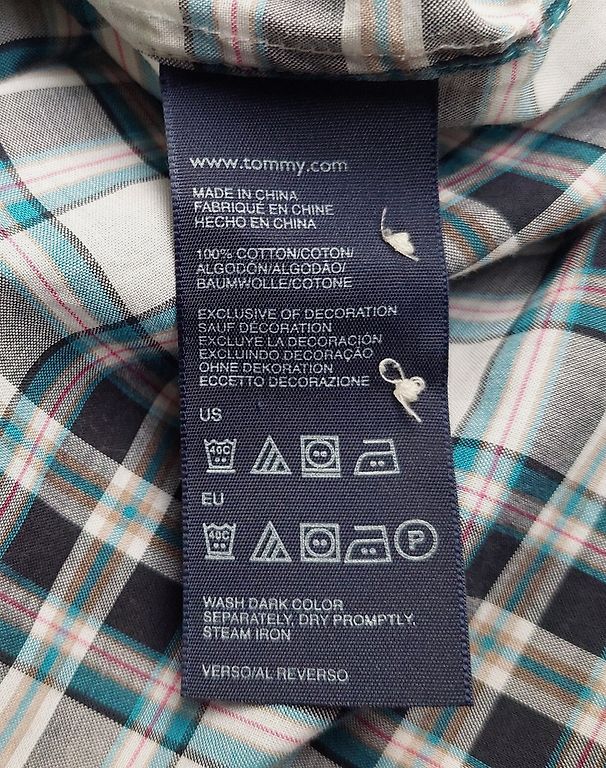 www.tommy.com
MADE IN CHINA
FABRIQUÉ EN CHINE
HECHO EN CHINA
100% COTTON/COTON/
ALGODÓN/ALGODÃO/
BAUMWOLLE/COTONE
EXCLUSIVE OF DECORATION
SAUF DÉCORATION
EXCLUYE LA DECORACIÓN
EXCLUINDO DECORAÇÃO
OHNE DEKORATION
ECCETTO DECORAZIONE
US
40C
EU
40C P
WASH DARK COLOR
SEPARATELY, DRY PROMPTLY.
STEAM IRON
VERSO/AL REVERSO